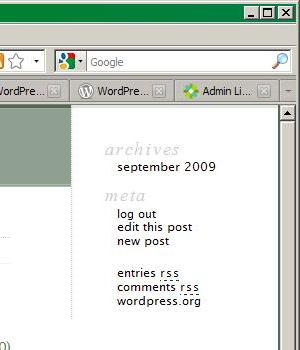 Google
WordPre...
WordPre...
Admin Li...
archives
september 2009
meta
log out
edit this post
new post
entries rss
comments rss
wordpress.org
0)